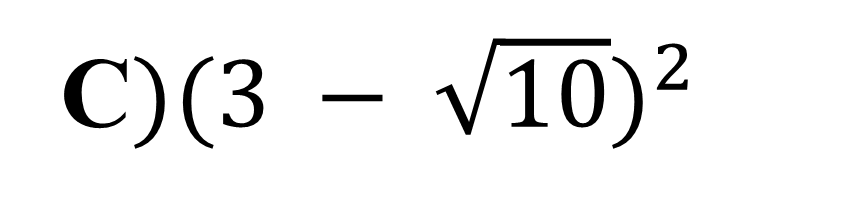 C)(3 − √10)²